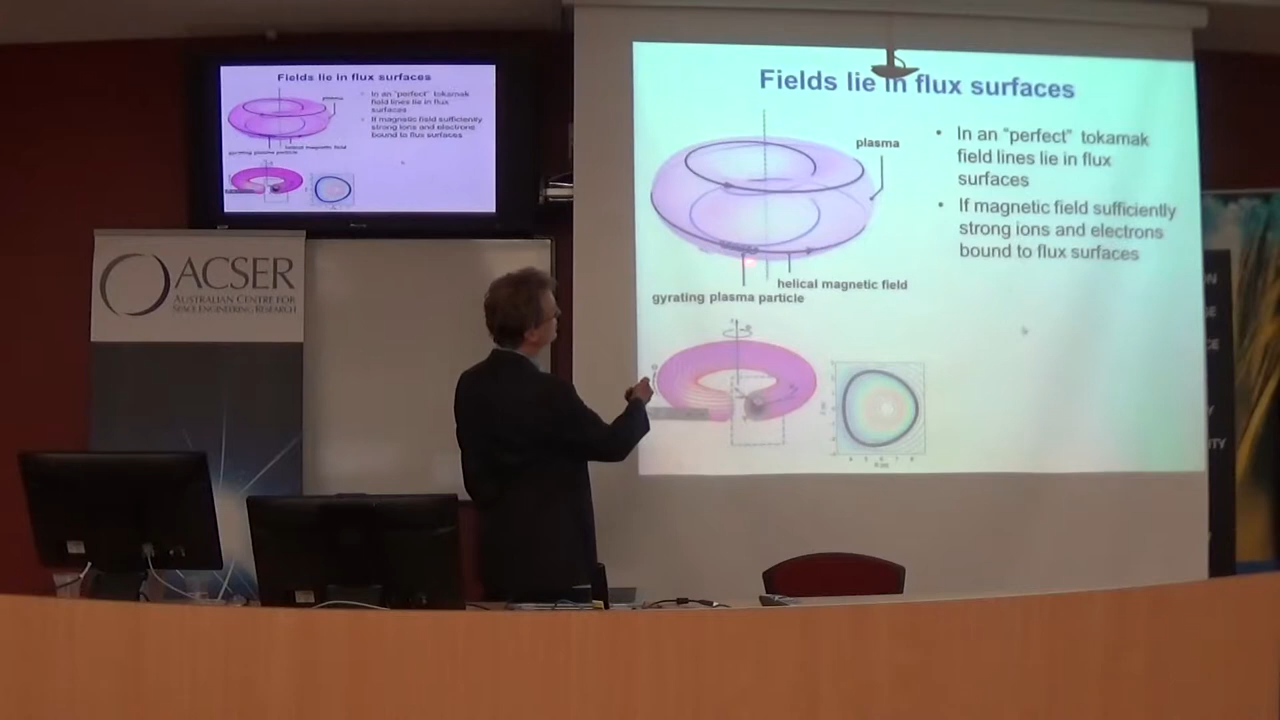 Fields lie in flux surfaces
• In an "perfect" tokamak
field lines lie in flux
surfaces
• If magnetic field sufficiently
strong ions and electrons
bound to flux surfaces
plasma
helical magnetic field
gyrating plasma particle
ACSER
AUSTRALIAN CENTRE FOR
SPACE ENGINEERING RESEARCH
Fields lie in flux surfaces
plasma
• In an "perfect" tokamak
field lines lie in flux
surfaces
• If magnetic field sufficiently
strong ions and electrons
bound to flux surfaces
helical magnetic field
gyrating plasma particle